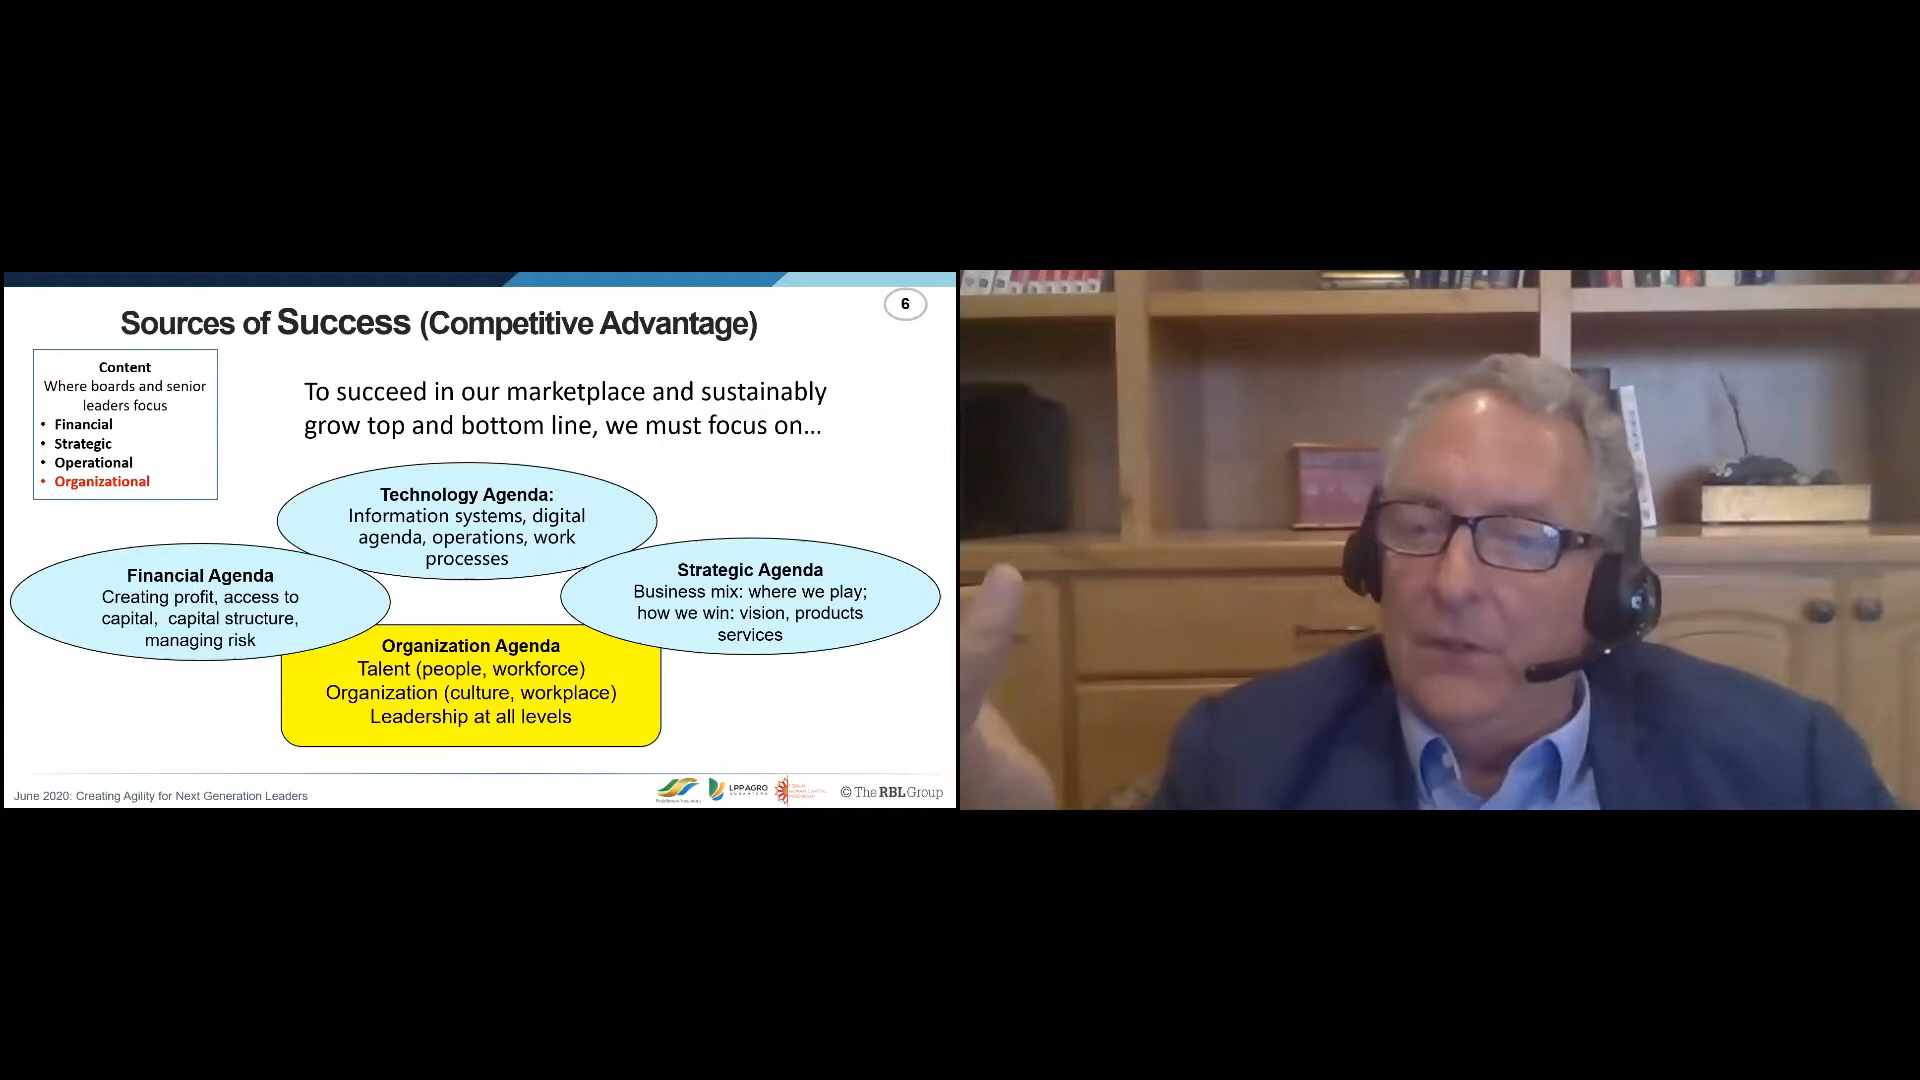 6
Sources of Success (Competitive Advantage)
Content
Where boards and senior
leaders focus
• Financial
• Strategic
• Operational
• Organizational
To succeed in our marketplace and sustainably
grow top and bottom line, we must focus on...
Technology Agenda:
Information systems, digital
agenda, operations, work
processes
Financial Agenda
Creating profit, access to
capital, capital structure,
managing risk
Strategic Agenda
Business mix: where we play;
how we win: vision, products
services
Organization Agenda
Talent (people, workforce)
Organization (culture, workplace)
Leadership at all levels
June 2020: Creating Agility for Next Generation Leaders
LPPAGRO
NUSANTARA
© The RBL Group